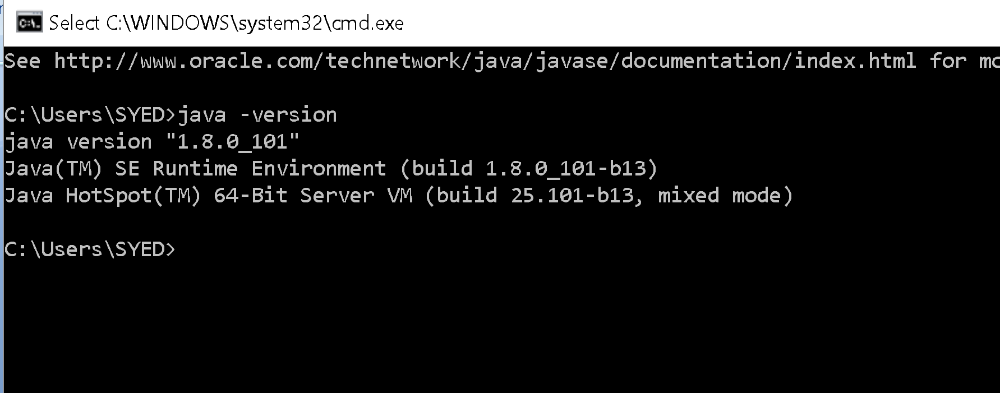 Select C:\WINDOWS\system32\cmd.exe
See http://www.oracle.com/technetwork/java/javase/documentation/index.html for
C:\Users\SYED>java -version
java version "1.8.0_101"
Java(TM) SE Runtime Environment (build 1.8.0_101-b13)
Java HotSpot(TM) 64-Bit Server VM (build 25.101-b13, mixed mode)
C:\Users\SYED>